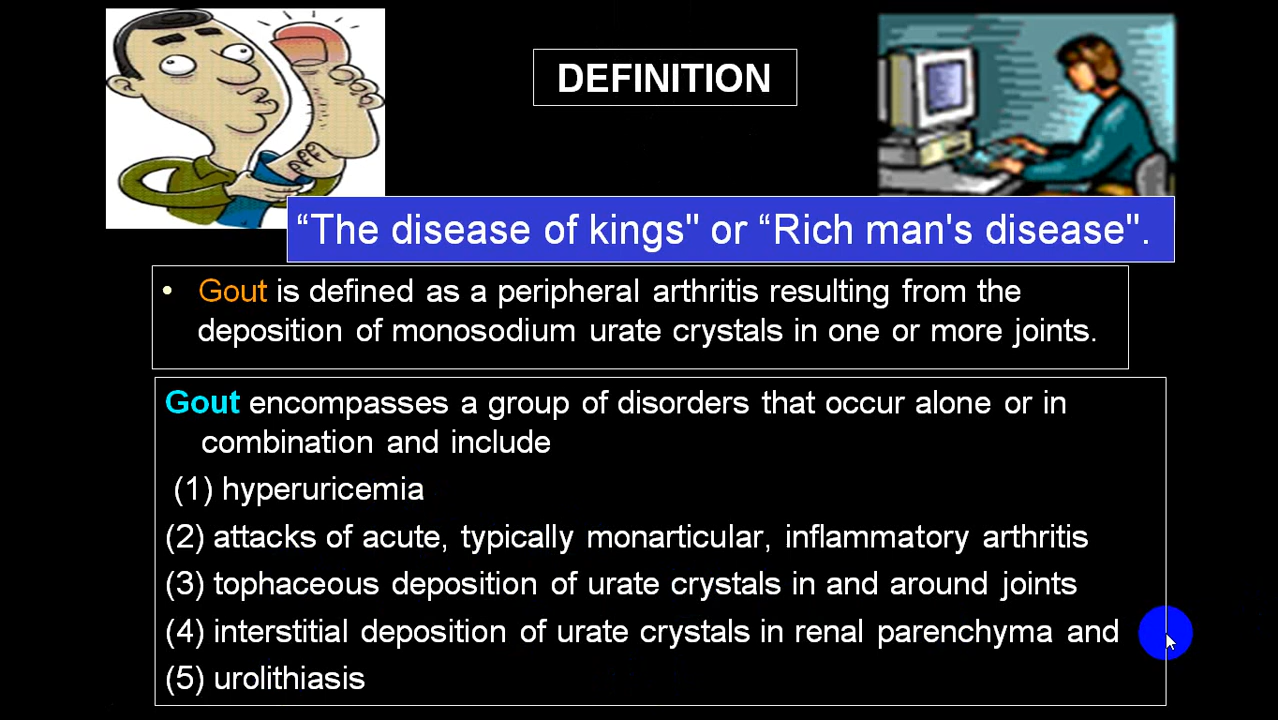 DEFINITION
“The disease of kings" or “Rich man's disease".
• Gout is defined as a peripheral arthritis resulting from the
deposition of monosodium urate crystals in one or more joints.
Gout encompasses a group of disorders that occur alone or in
combination and include
(1) hyperuricemia
(2) attacks of acute, typically monarticular, inflammatory arthritis
(3) tophaceous deposition of urate crystals in and around joints
(4) interstitial deposition of urate crystals in renal parenchyma and
(5) urolithiasis